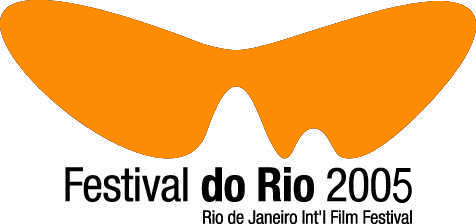 Festival do Rio 2005
Rio de Janeiro Int'l Film Festival